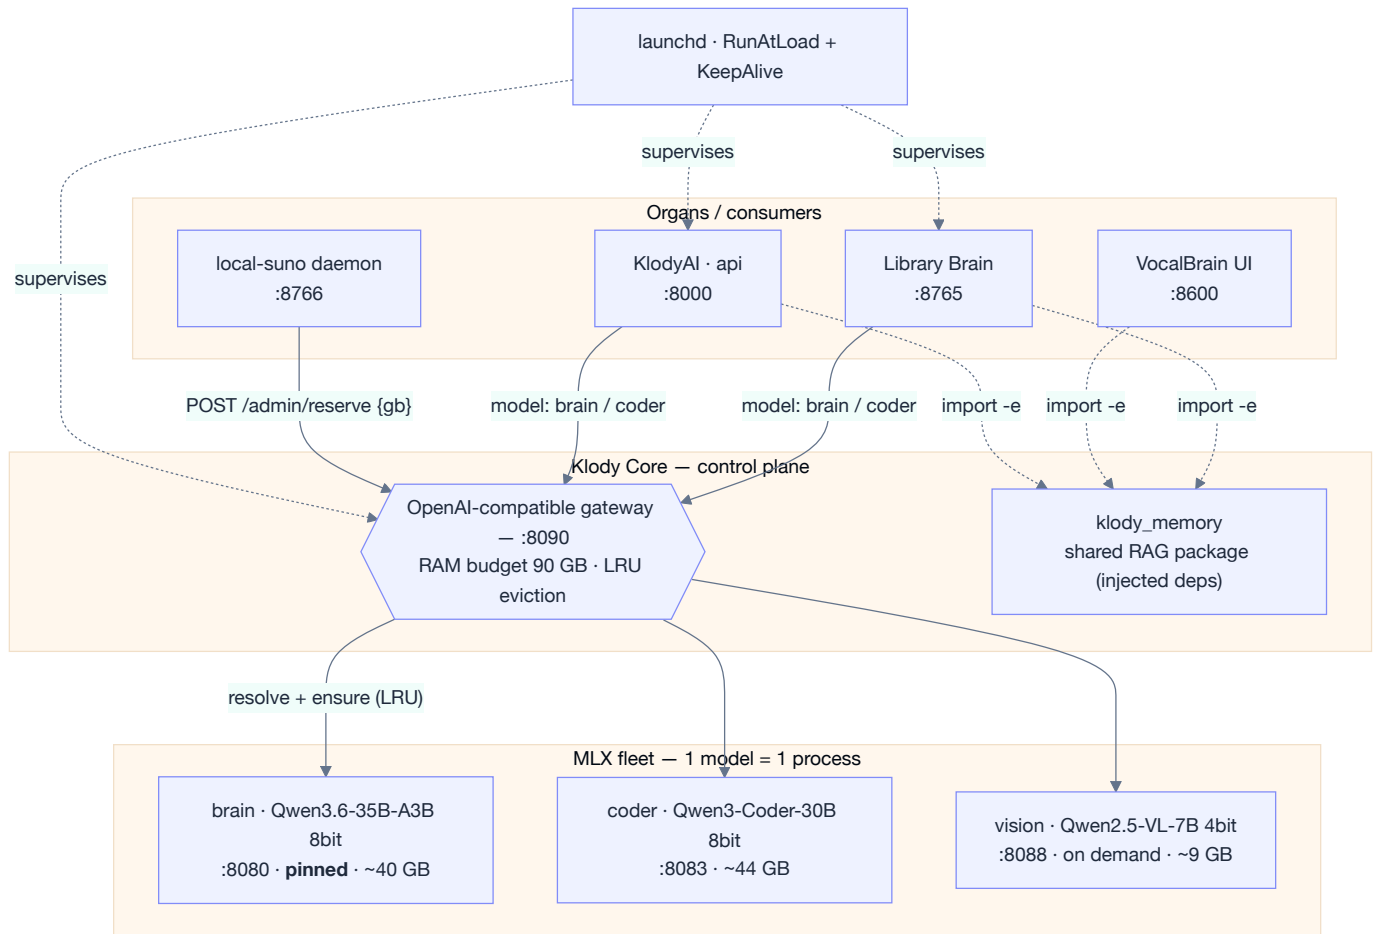 launchd · RunAtLoad +
KeepAlive
supervises
supervises
Organs / consumers
local-suno daemon
:8766
KlodyAI · api
:8000
Library Brain
:8765
VocalBrain UI
:8600
supervises
POST /admin/reserve {gb}
model: brain / coder
model: brain / coder
import -e
import -e
import -e
Klody Core — control plane
OpenAI-compatible gateway
— :8090
RAM budget 90 GB · LRU
eviction
klody_memory
shared RAG package
(injected deps)
resolve + ensure (LRU)
MLX fleet — 1 model = 1 process
brain · Qwen3.6-35B-A3B
8bit
:8080 · pinned · ~40 GB
coder · Qwen3-Coder-30B
8bit
:8083 · ~44 GB
vision · Qwen2.5-VL-7B 4bit
:8088 · on demand · ~9 GB